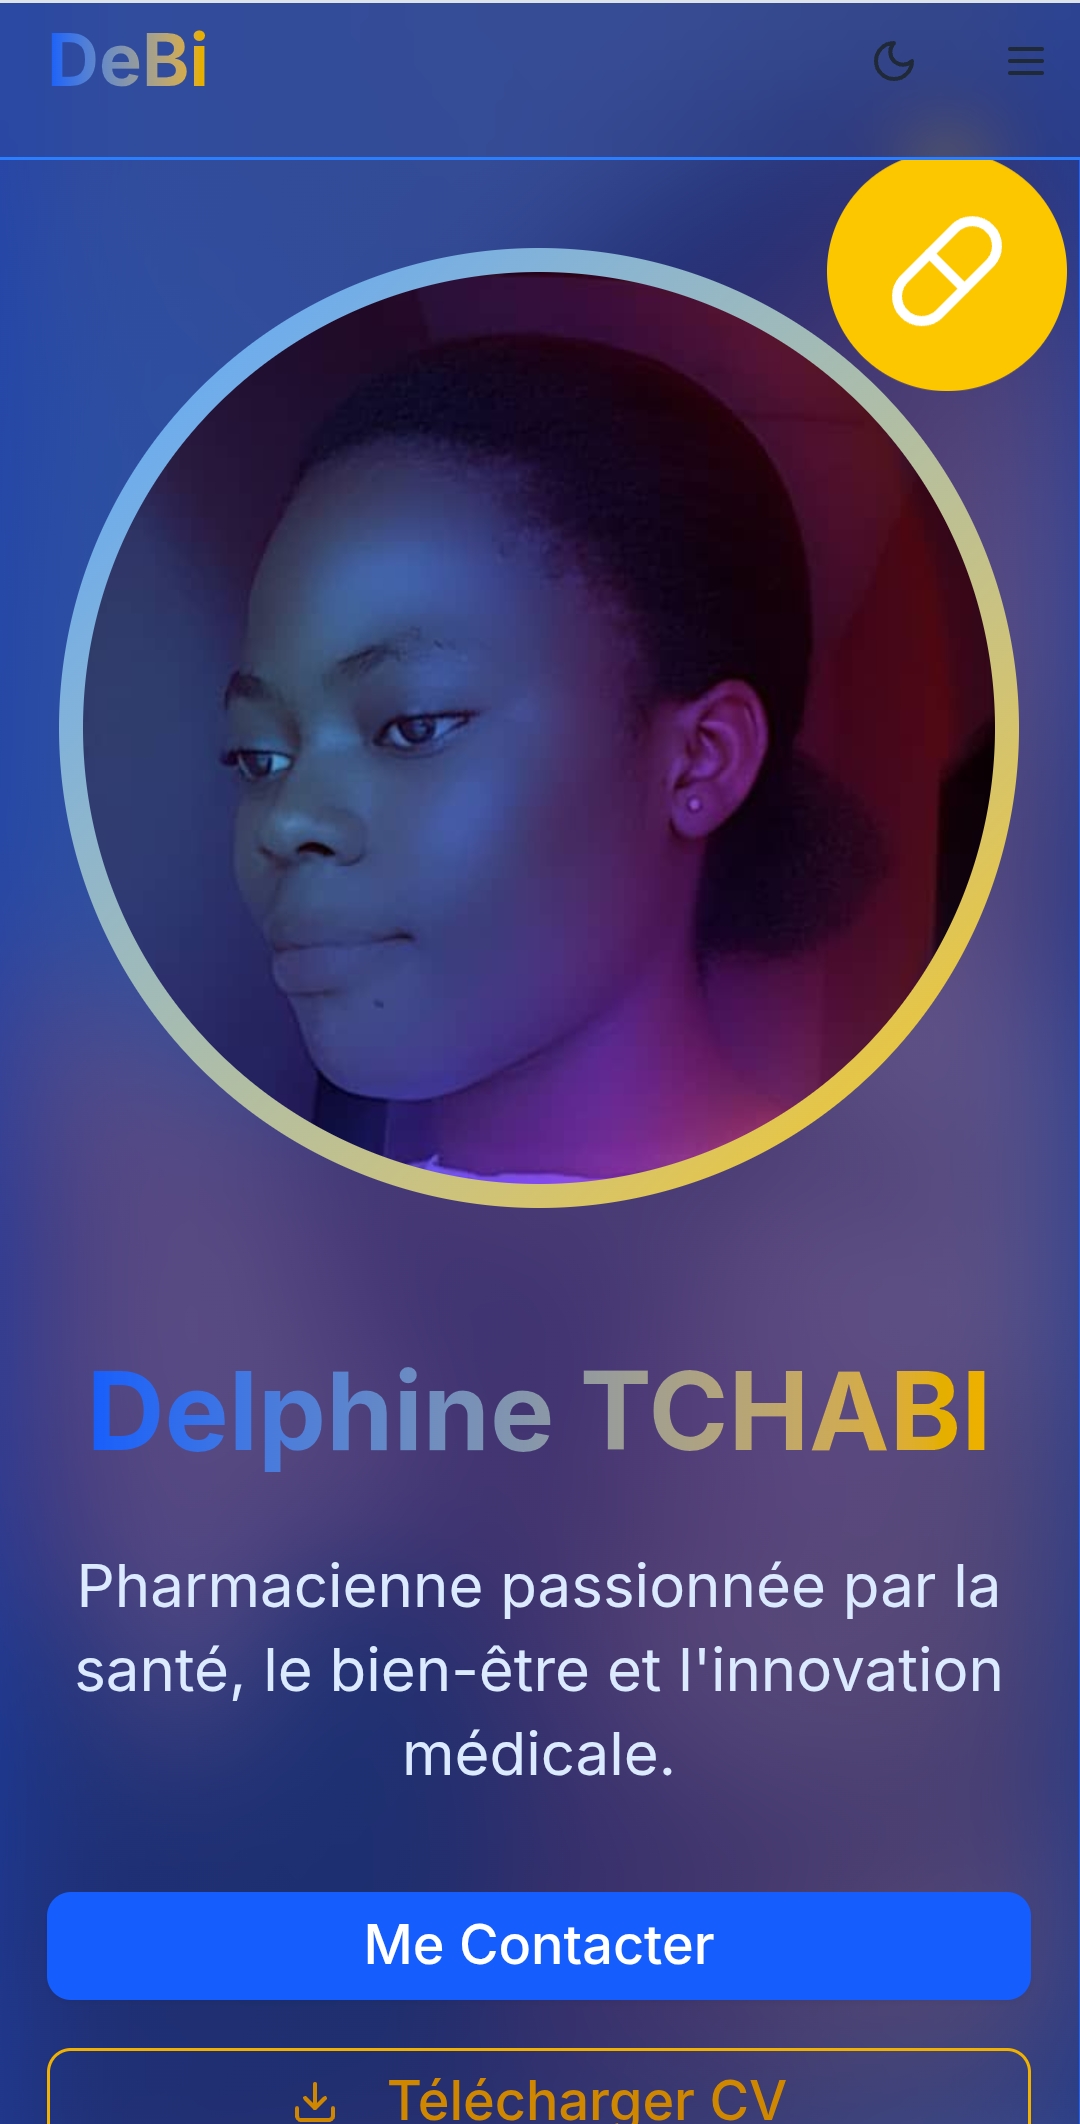 DeBi
Delphine TCHABI
Pharmacienne passionnée par la
santé, le bien-être et l'innovation
médicale.
Me Contacter
Télécharger CV